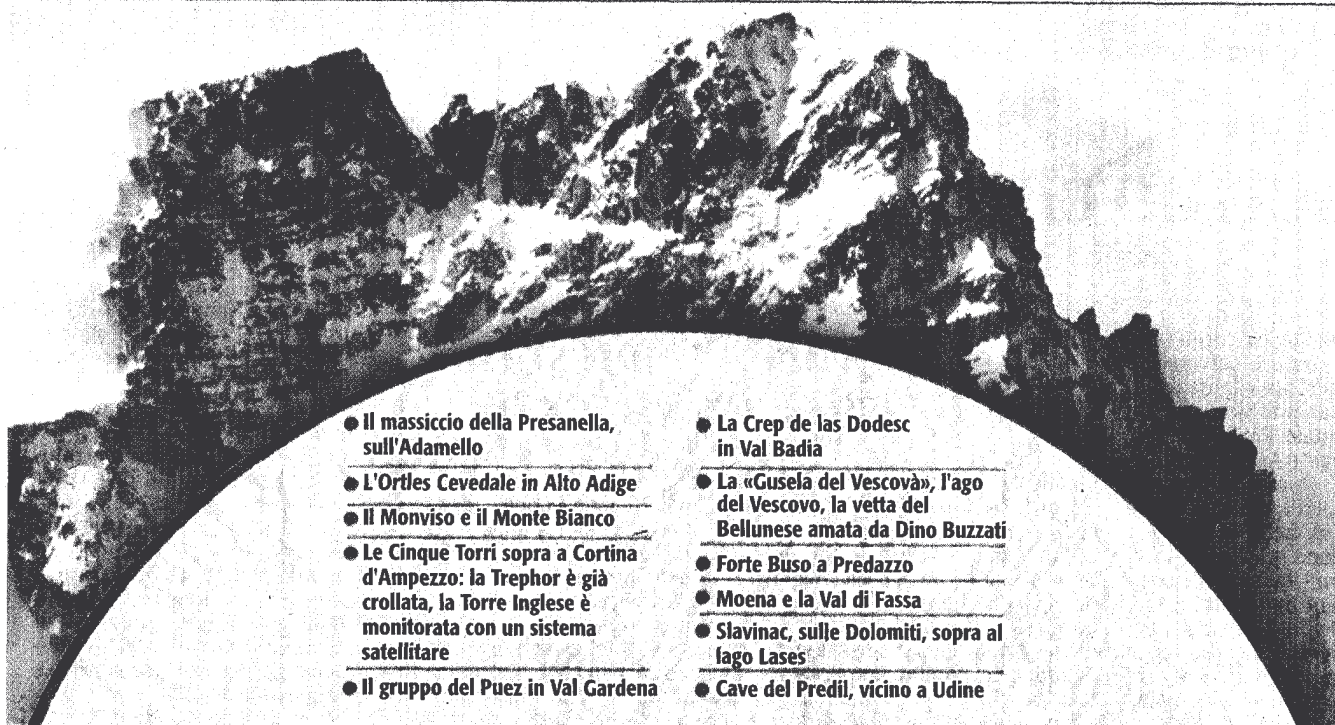 ● Il massiccio della Presanella,
sull'Adamello
● L'Ortles Cevedale in Alto Adige
● Il Monviso e il Monte Bianco
● Le Cinque Torri sopra a Cortina
d'Ampezzo: la Trephor è già
crollata, la Torre Inglese è
monitorata con un sistema
satellitare
● Il gruppo del Puez in Val Gardena
● La Crep de las Dodesc
in Val Badia
● La «Gusela del Vescovà», l'ago
del Vescovo, la vetta del
Bellunese amata da Dino Buzzati
● Forte Buso a Predazzo
● Moena e la Val di Fassa
● Slavinac, sulle Dolomiti, sopra al
lago Lases
● Cave del Predil, vicino a Udine